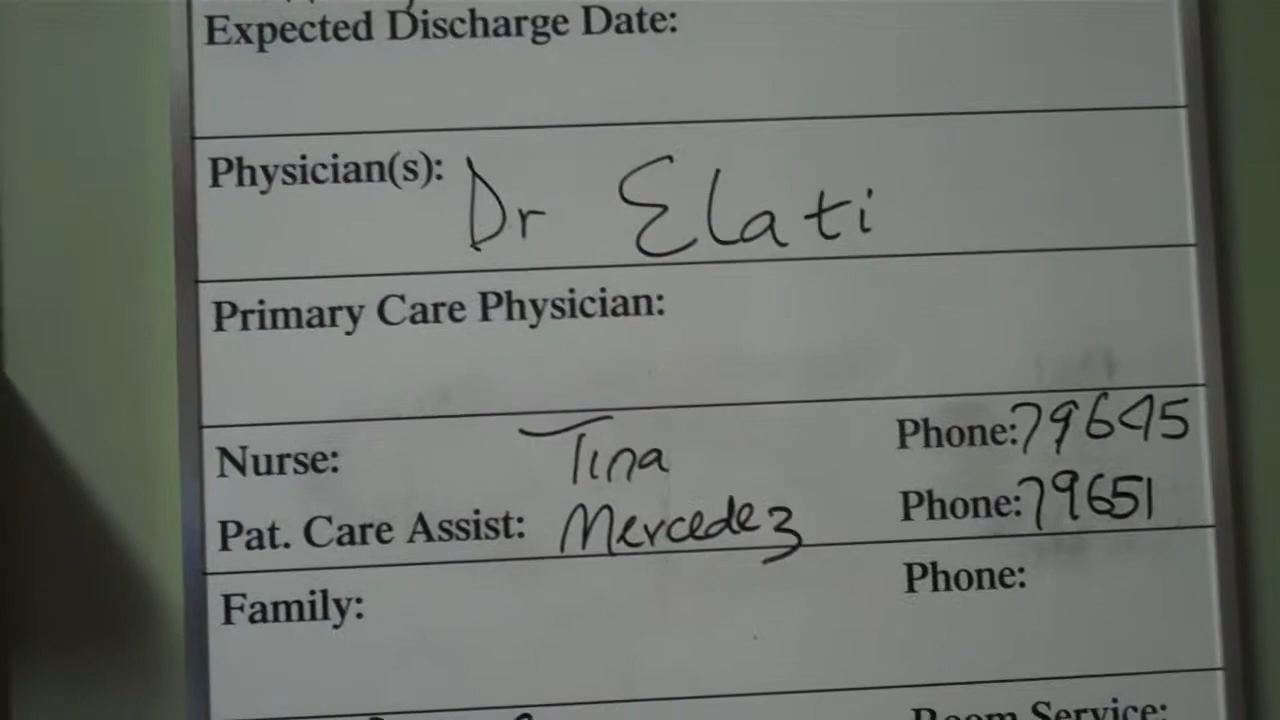 Expected Discharge Date:
Physician(s): Dr Elati
Primary Care Physician:
Nurse: Tina Phone: 79645
Pat. Care Assist: Mercedez Phone: 79651
Family: Phone:
Room Service: